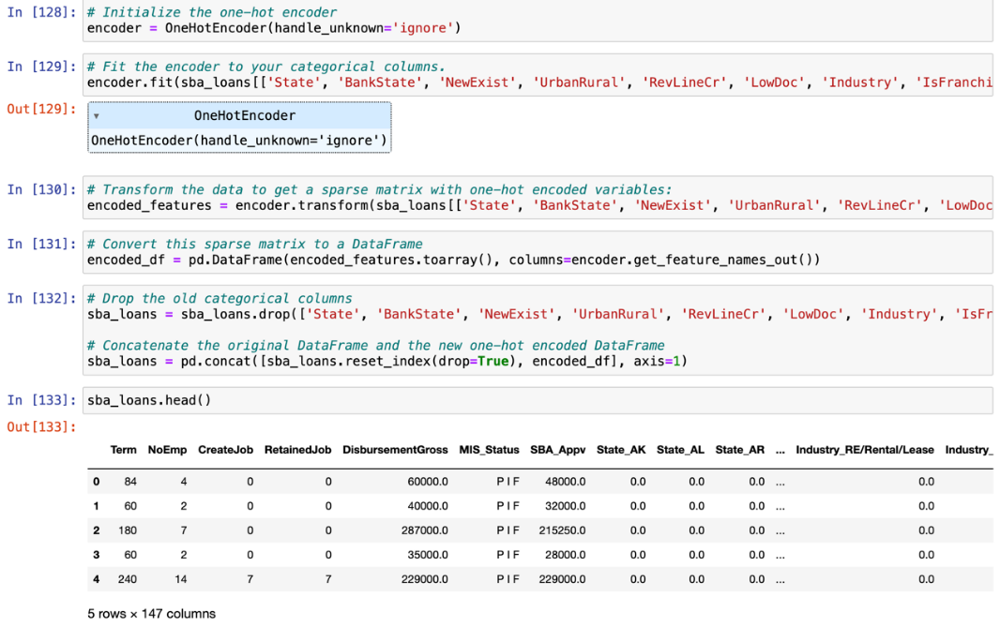 In [128]: # Initialize the one-hot encoder
encoder = OneHotEncoder(handle_unknown='ignore')
In [129]: # Fit the encoder to your categorical columns.
encoder.fit(sba_loans[['State', 'BankState', 'NewExist', 'UrbanRural', 'RevLineCr', 'LowDoc', 'Industry', 'IsFranchi
Out[129]: ▾ OneHotEncoder
OneHotEncoder(handle_unknown='ignore')
In [130]: # Transform the data to get a sparse matrix with one-hot encoded variables:
encoded_features = encoder.transform(sba_loans[['State', 'BankState', 'NewExist', 'UrbanRural', 'RevLineCr', 'LowDoc
In [131]: # Convert this sparse matrix to a DataFrame
encoded_df = pd.DataFrame(encoded_features.toarray(), columns=encoder.get_feature_names_out())
In [132]: # Drop the old categorical columns
sba_loans = sba_loans.drop(['State', 'BankState', 'NewExist', 'UrbanRural', 'RevLineCr', 'LowDoc', 'Industry', 'IsFr
# Concatenate the original DataFrame and the new one-hot encoded DataFrame
sba_loans = pd.concat([sba_loans.reset_index(drop=True), encoded_df], axis=1)
In [133]: sba_loans.head()
Out[133]:
Term NoEmp CreateJob RetainedJob DisbursementGross MIS_Status SBA_Appv State_AK State_AL State_AR ... Industry_RE/Rental/Lease Industry_
0 84 4 0 0 60000.0 P I F 48000.0 0.0 0.0 0.0 ... 0.0
1 60 2 0 0 40000.0 P I F 32000.0 0.0 0.0 0.0 ... 0.0
2 180 7 0 0 287000.0 P I F 215250.0 0.0 0.0 0.0 ... 0.0
3 60 2 0 0 35000.0 P I F 28000.0 0.0 0.0 0.0 ... 0.0
4 240 14 7 7 229000.0 P I F 229000.0 0.0 0.0 0.0 ... 0.0
5 rows × 147 columns